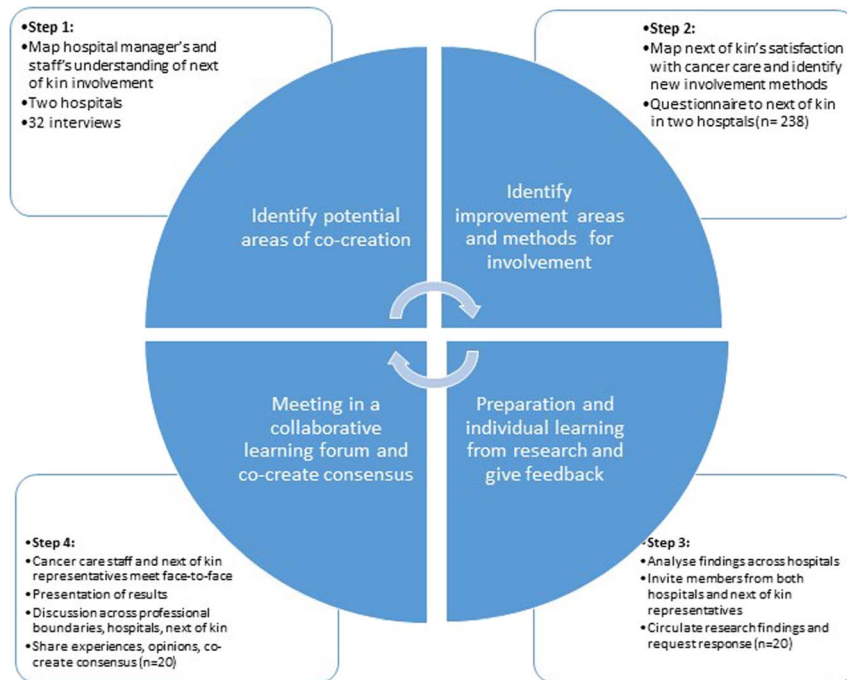 •Step 1:
•Map hospital manager's and
staff's understanding of next
of kin involvement
•Two hospitals
•32 interviews
•Step 2:
•Map next of kin's satisfaction
with cancer care and identify
new involvement methods
•Questionnaire to next of kin
in two hosptals (n= 238)
Identify potential
areas of co-creation
Identify
improvement areas
and methods for
involvement
Meeting in a
collaborative
learning forum and
co-create consensus
Preparation and
individual learning
from research and
give feedback
•Step 4:
•Cancer care staff and next of kin
representatives meet face-to-face
•Presentation of results
•Discussion across professional
boundaries, hospitals, next of kin
•Share experiences, opinions, co-
create consensus (n=20)
•Step 3:
•Analyse findings across hospitals
•Invite members from both
hospitals and next of kin
representatives
•Circulate research findings and
request response (n=20)